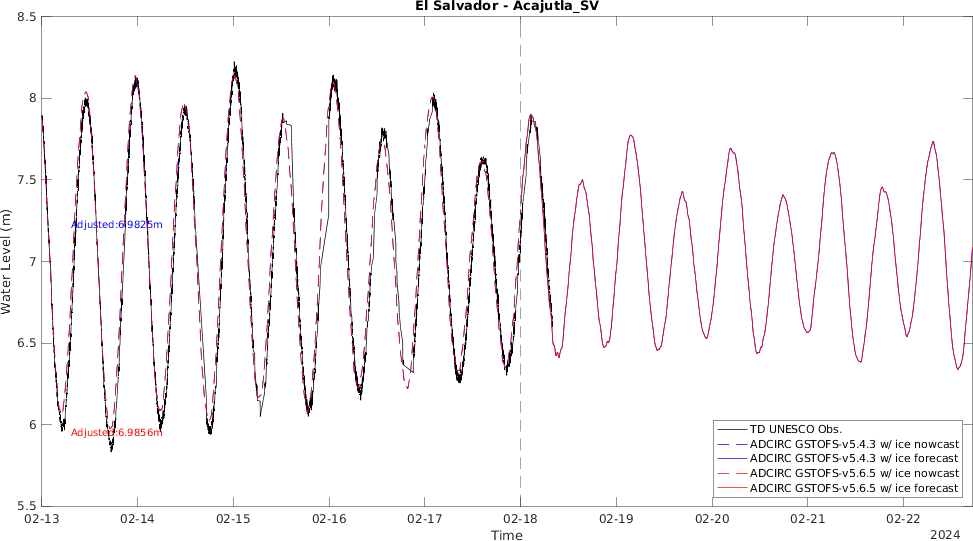 El Salvador - Acajutla_SV
8.5
8
7.5
7
6.5
6
5.5
Water Level (m)
Adjusted:6.9825m
Adjusted:6.9856m
TD UNESCO Obs.
ADCIRC GSTOFS-v5.4.3 w/ ice nowcast
ADCIRC GSTOFS-v5.4.3 w/ ice forecast
ADCIRC GSTOFS-v5.6.5 w/ ice nowcast
ADCIRC GSTOFS-v5.6.5 w/ ice forecast
02-13 02-14 02-15 02-16 02-17 02-18 02-19 02-20 02-21 02-22
Time
2024